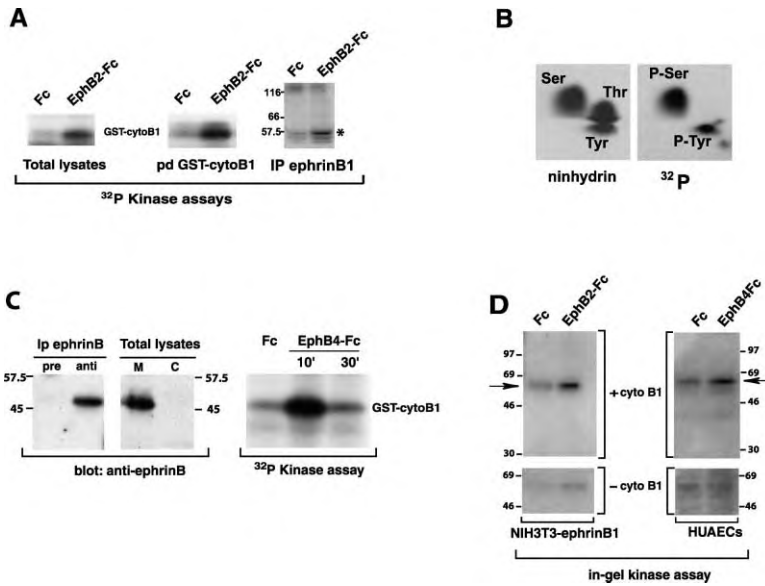 A
Fc
EphB2-Fc
Fc
EphB2-Fc
Fc
EphB2-Fc
116-
66-
57.5-
*
GST-cytoB1
Total lysates
pd GST-cytoB1
IP ephrinB1
32P Kinase assays
B
Ser
Thr
Tyr
P-Ser
P-Tyr
ninhydrin
32P
C
Ip ephrinB
Total lysates
pre
anti
M
C
57.5-
45 -
- 57.5
- 45
blot: anti-ephrinB
Fc
EphB4-Fc
10'
30'
GST-cytoB1
32P Kinase assay
D
Fc
EphB2-Fc
Fc
EphB4Fc
97-
69-
46-
30-
+ cyto B1
-97
-69
-46
-30
69-
46-
- cyto B1
-69
-46
NIH3T3-ephrinB1
HUAECs
in-gel kinase assay